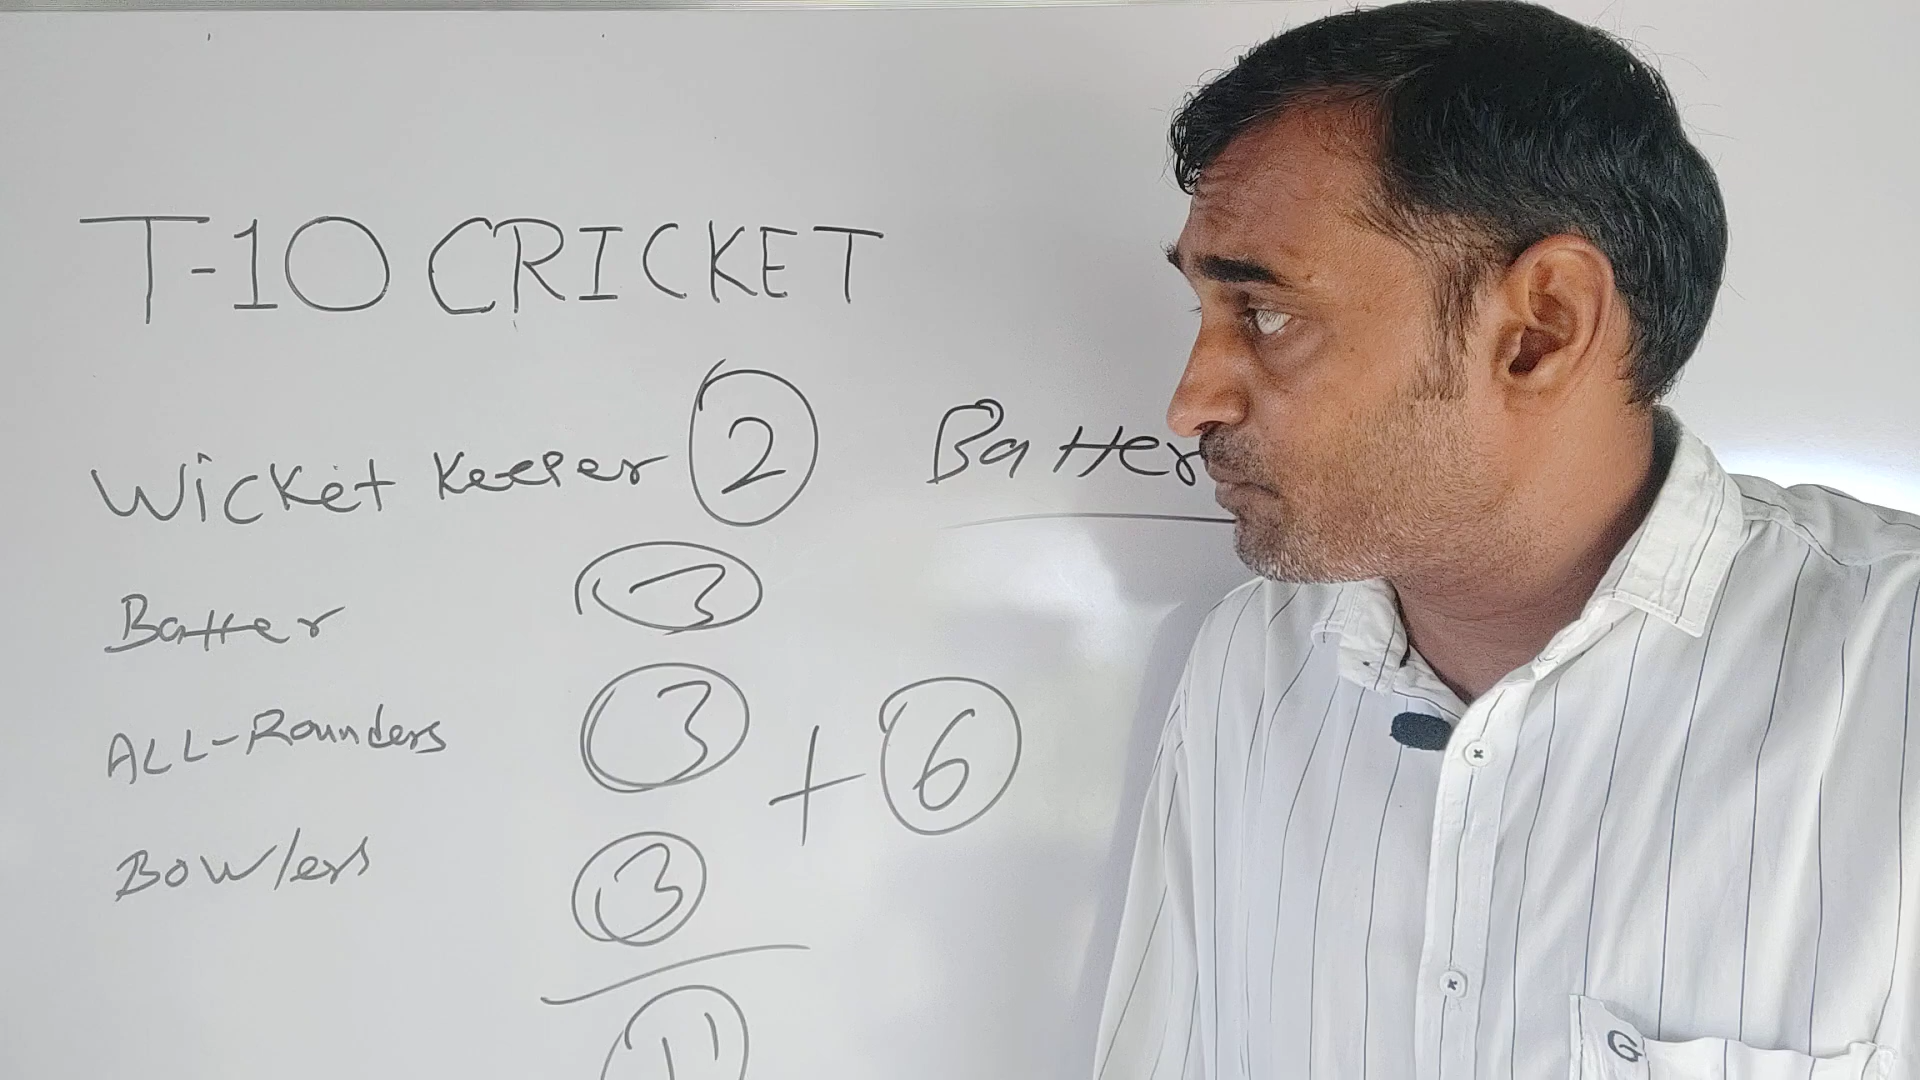 T-10 CRICKET
Wicket Keeper 2 Batter
Batter 3
ALL-Rounders 3 + 6
Bowlers 3
11
G